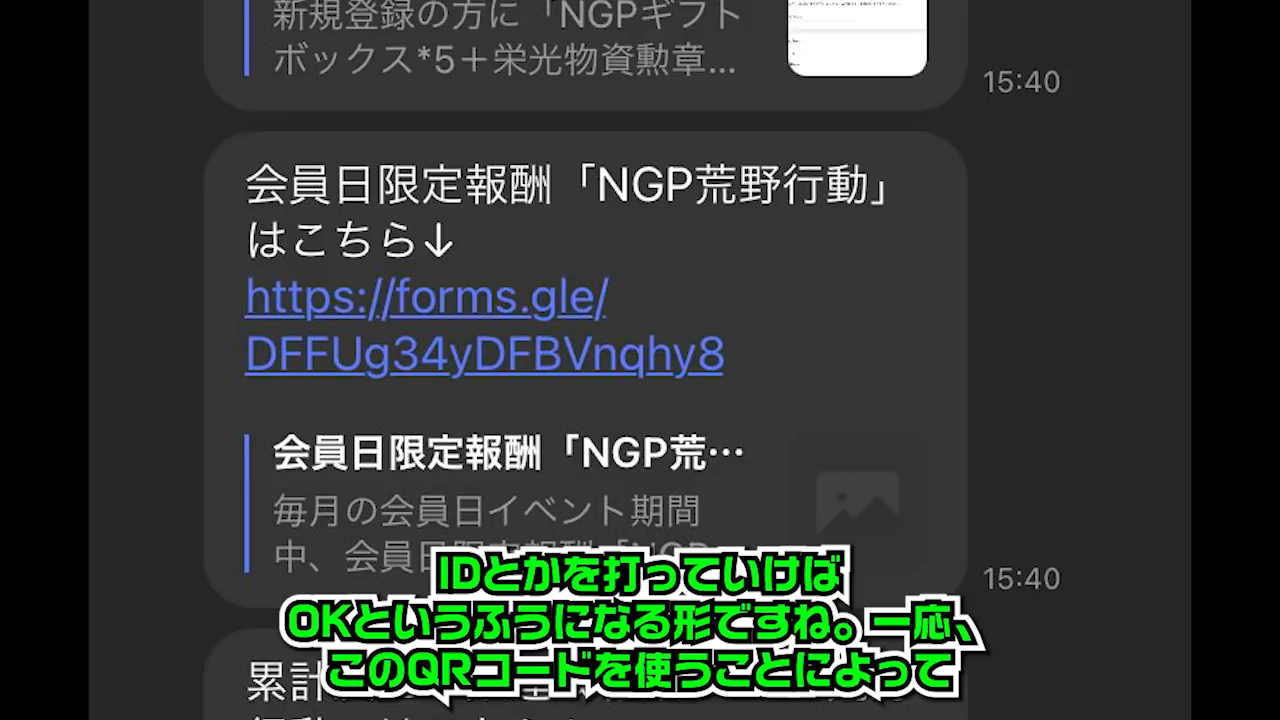 新規登録の方に「NGPギフト
ボックス*5＋栄光物資勲章...
15:40
会員日限定報酬「NGP荒野行動」
はこちら↓
https://forms.gle/
DFFUg34yDFBVnqhy8
会員日限定報酬「NGP荒…
毎月の会員日イベント期間
中、会員日限定報酬「NGP
15:40
IDとかを打っていけば
OKというふうになる形ですね。一応、
このQRコードを使うことによって
累計